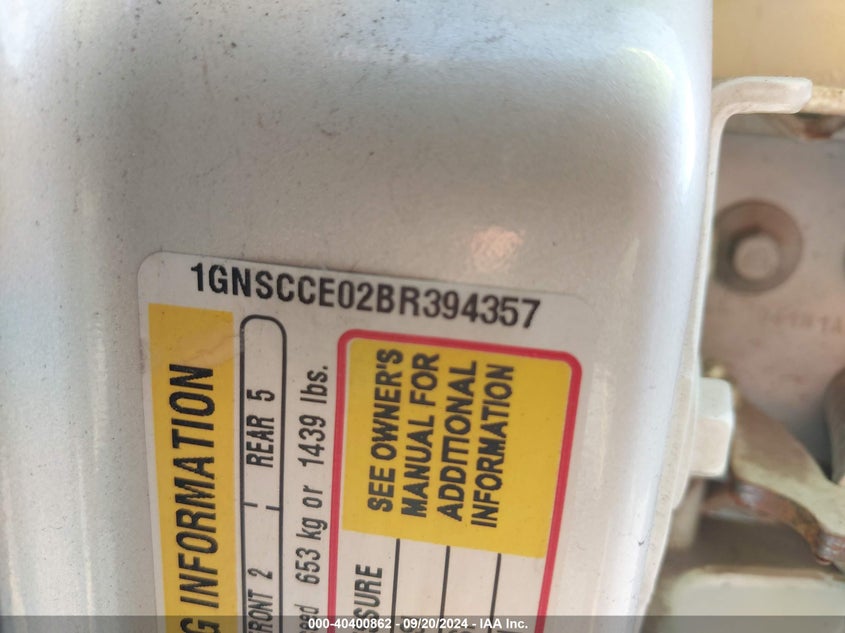 1GNSCCE02BR394357
G INFORMATION
FRONT 2 REAR 5
653 kg or 1439 lbs.
SEE OWNER'S
MANUAL FOR
ADDITIONAL
INFORMATION
000-40400862 - 09/20/2024 - IAA Inc.